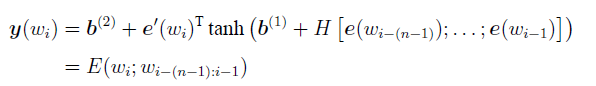 y(w_i) = b^{(2)} + e'(w_i)^T tanh (b^{(1)} + H [e(w_{i−(n−1)}); . . . ; e(w_{i−1})])
= E(w_i; w_{i−(n−1):i−1})